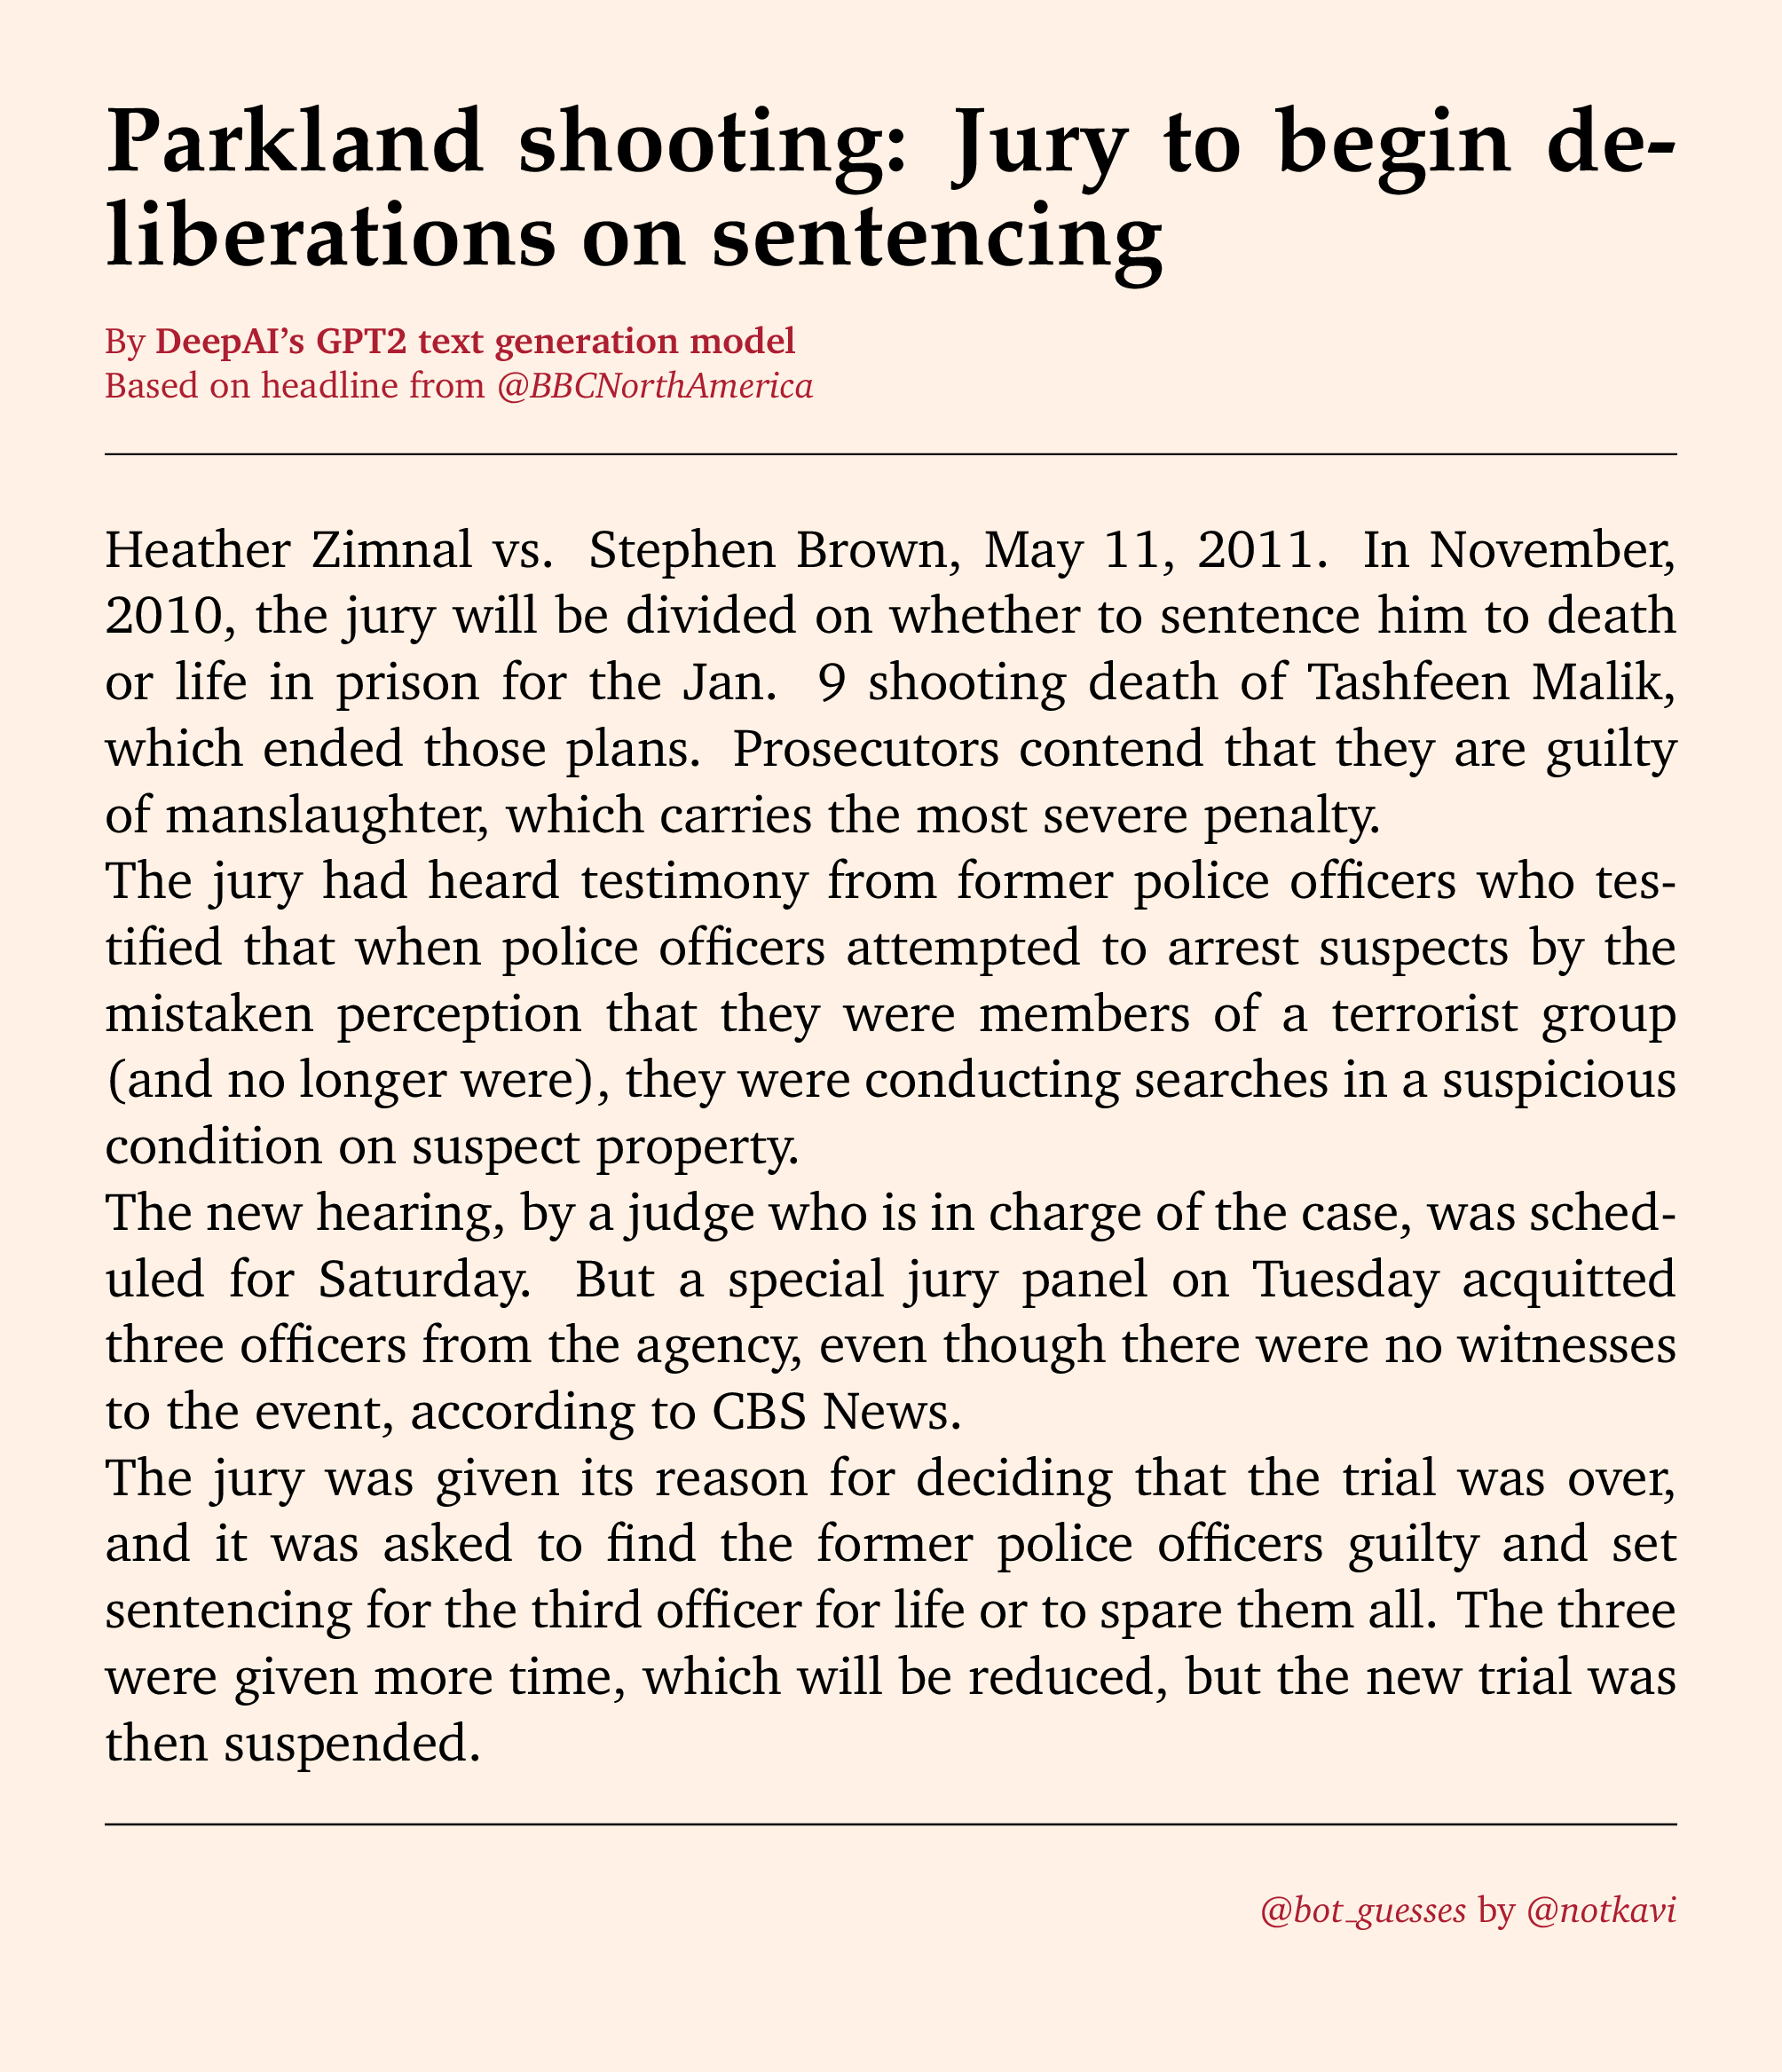 Parkland shooting: Jury to begin de-
liberations on sentencing
By DeepAI's GPT2 text generation model
Based on headline from @BBCNorthAmerica
Heather Zimnal vs. Stephen Brown, May 11, 2011. In November,
2010, the jury will be divided on whether to sentence him to death
or life in prison for the Jan. 9 shooting death of Tashfeen Malik,
which ended those plans. Prosecutors contend that they are guilty
of manslaughter, which carries the most severe penalty.
The jury had heard testimony from former police officers who tes-
tified that when police officers attempted to arrest suspects by the
mistaken perception that they were members of a terrorist group
(and no longer were), they were conducting searches in a suspicious
condition on suspect property.
The new hearing, by a judge who is in charge of the case, was sched-
uled for Saturday. But a special jury panel on Tuesday acquitted
three officers from the agency, even though there were no witnesses
to the event, according to CBS News.
The jury was given its reason for deciding that the trial was over,
and it was asked to find the former police officers guilty and set
sentencing for the third officer for life or to spare them all. The three
were given more time, which will be reduced, but the new trial was
then suspended.
@bot_guesses by @notkavi